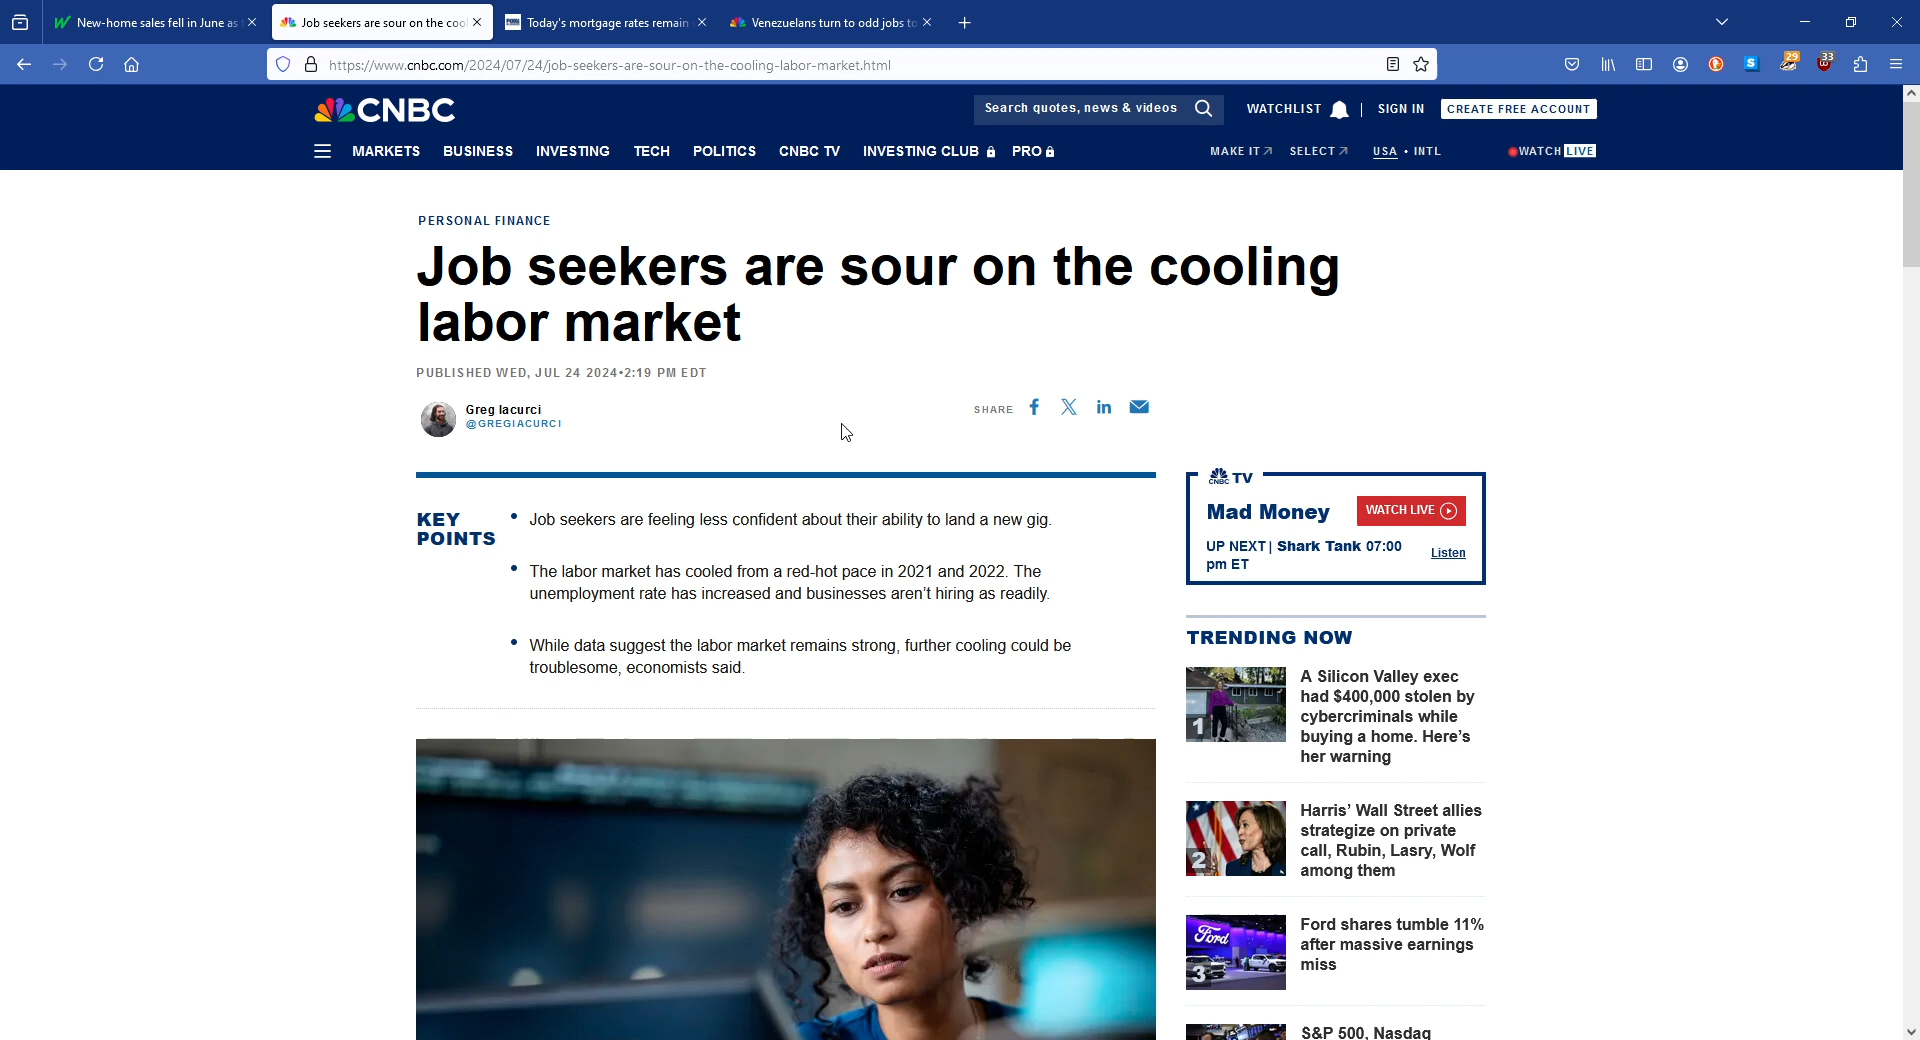 New-home sales fell in June as
Job seekers are sour on the cool
Today's mortgage rates remain
Venezuelans turn to odd jobs to
https://www.cnbc.com/2024/07/24/job-seekers-are-sour-on-the-cooling-labor-market.html
29
33
CNBC
Search quotes, news & videos
WATCHLIST
SIGN IN
CREATE FREE ACCOUNT
MARKETS BUSINESS INVESTING TECH POLITICS CNBC TV INVESTING CLUB PRO
MAKE IT SELECT USA • INTL WATCH LIVE
PERSONAL FINANCE
Job seekers are sour on the cooling
labor market
PUBLISHED WED, JUL 24 2024•2:19 PM EDT
Greg Iacurci
@GREGIACURCI
SHARE
KEY
POINTS
Job seekers are feeling less confident about their ability to land a new gig.
The labor market has cooled from a red-hot pace in 2021 and 2022. The
unemployment rate has increased and businesses aren't hiring as readily.
While data suggest the labor market remains strong, further cooling could be
troublesome, economists said.
CNBC TV
Mad Money
WATCH LIVE
UP NEXT | Shark Tank 07:00
pm ET
Listen
TRENDING NOW
1
A Silicon Valley exec
had $400,000 stolen by
cybercriminals while
buying a home. Here's
her warning
2
Harris' Wall Street allies
strategize on private
call, Rubin, Lasry, Wolf
among them
Ford
3
Ford shares tumble 11%
after massive earnings
miss
S&P 500, Nasdaq